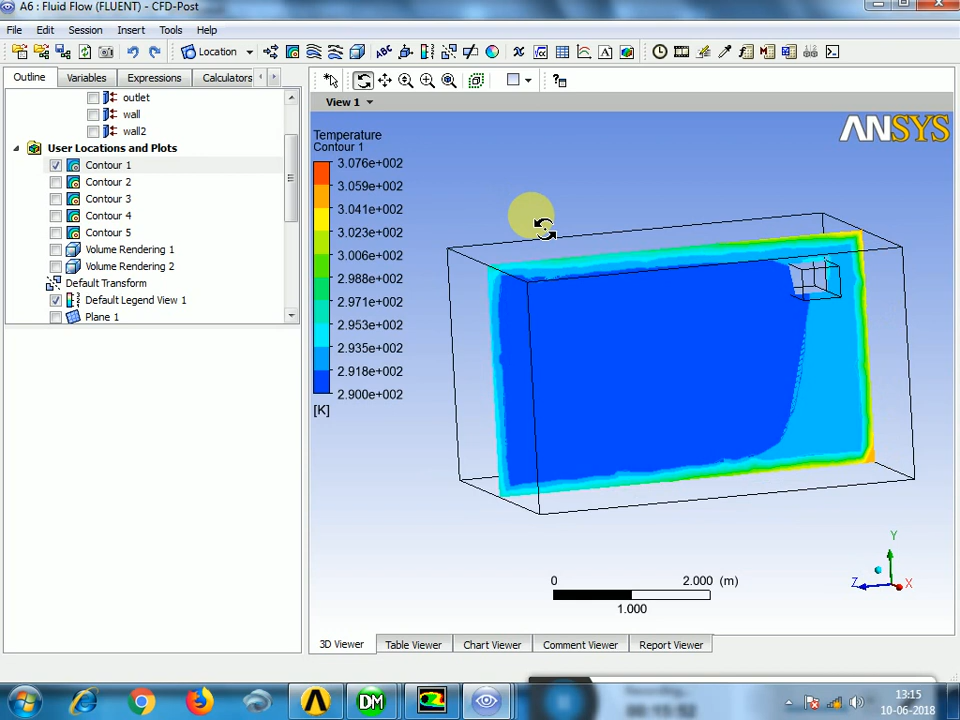 A6 : Fluid Flow (FLUENT) - CFD-Post
File Edit Session Insert Tools Help
Location
ABC
Outline Variables Expressions Calculators
View 1
outlet
wall
wall2
User Locations and Plots
Contour 1
Contour 2
Contour 3
Contour 4
Contour 5
Volume Rendering 1
Volume Rendering 2
Default Transform
Default Legend View 1
Plane 1
ANSYS
Temperature
Contour 1
3.076e+002
3.059e+002
3.041e+002
3.023e+002
3.006e+002
2.988e+002
2.971e+002
2.953e+002
2.935e+002
2.918e+002
2.900e+002
[K]
Y
Z
X
0 2.000 (m)
1.000
3D Viewer Table Viewer Chart Viewer Comment Viewer Report Viewer
DM
Recording...
00:15:52
13:15
10-06-2018